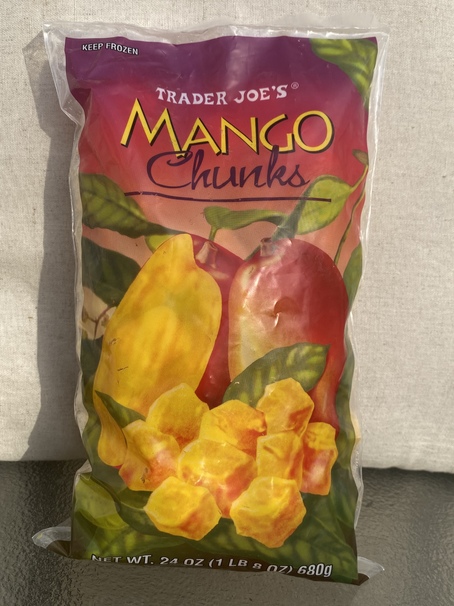 KEEP FROZEN
TRADER JOE'S®
MANGO
Chunks
NET WT. 24 OZ (1 LB 8 OZ) 680g